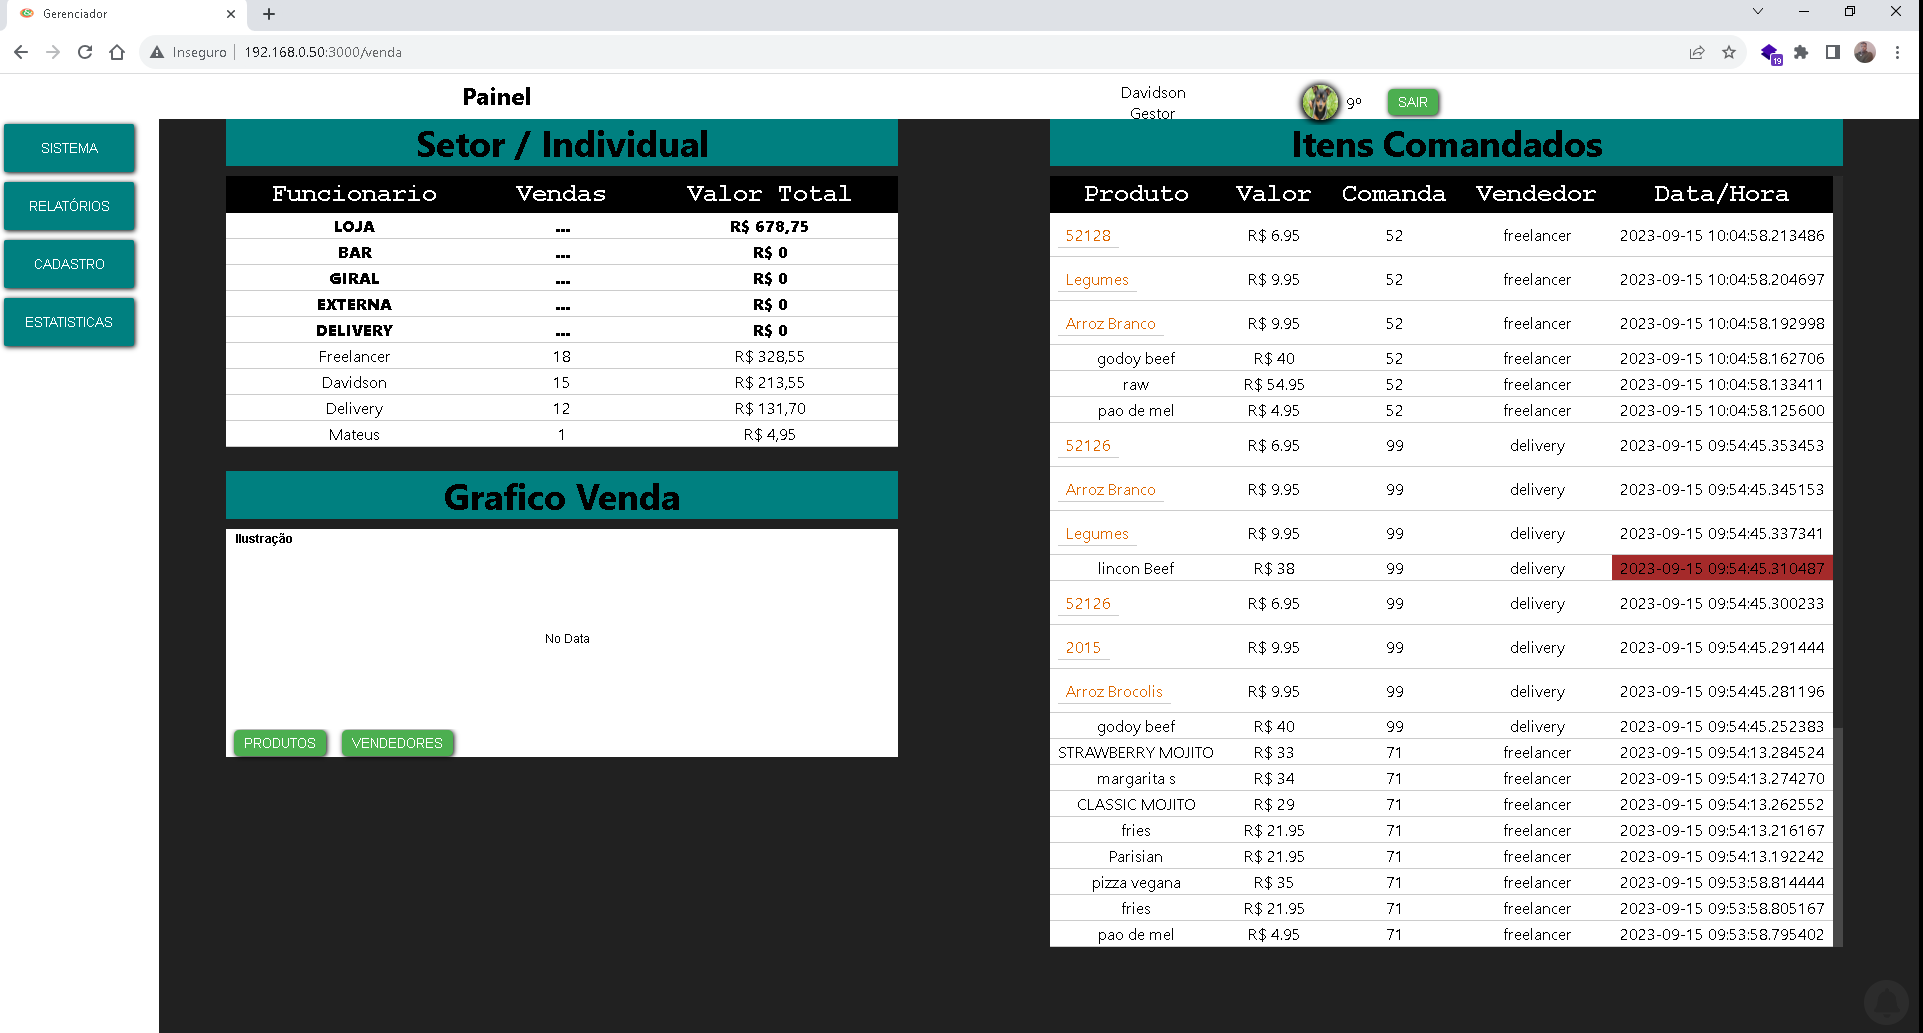 Gerenciador
Inseguro 192.168.0.50:3000/venda
19
Painel
Davidson
Gestor
9º
SAIR
SISTEMA
RELATÓRIOS
CADASTRO
ESTATISTICAS
Setor / Individual
Funcionario Vendas Valor Total
LOJA ... R$ 678,75
BAR ... R$ 0
GIRAL ... R$ 0
EXTERNA ... R$ 0
DELIVERY ... R$ 0
Freelancer 18 R$ 328,55
Davidson 15 R$ 213,55
Delivery 12 R$ 131,70
Mateus 1 R$ 4,95
Grafico Venda
Ilustração
No Data
PRODUTOS VENDEDORES
Itens Comandados
Produto Valor Comanda Vendedor Data/Hora
52128 R$ 6.95 52 freelancer 2023-09-15 10:04:58.213486
Legumes R$ 9.95 52 freelancer 2023-09-15 10:04:58.204697
Arroz Branco R$ 9.95 52 freelancer 2023-09-15 10:04:58.192998
godoy beef R$ 40 52 freelancer 2023-09-15 10:04:58.162706
raw R$ 54.95 52 freelancer 2023-09-15 10:04:58.133411
pao de mel R$ 4.95 52 freelancer 2023-09-15 10:04:58.125600
52126 R$ 6.95 99 delivery 2023-09-15 09:54:45.353453
Arroz Branco R$ 9.95 99 delivery 2023-09-15 09:54:45.345153
Legumes R$ 9.95 99 delivery 2023-09-15 09:54:45.337341
lincon Beef R$ 38 99 delivery 2023-09-15 09:54:45.310487
52126 R$ 6.95 99 delivery 2023-09-15 09:54:45.300233
2015 R$ 9.95 99 delivery 2023-09-15 09:54:45.291444
Arroz Brocolis R$ 9.95 99 delivery 2023-09-15 09:54:45.281196
godoy beef R$ 40 99 delivery 2023-09-15 09:54:45.252383
STRAWBERRY MOJITO R$ 33 71 freelancer 2023-09-15 09:54:13.284524
margarita s R$ 34 71 freelancer 2023-09-15 09:54:13.274270
CLASSIC MOJITO R$ 29 71 freelancer 2023-09-15 09:54:13.262552
fries R$ 21.95 71 freelancer 2023-09-15 09:54:13.216167
Parisian R$ 21.95 71 freelancer 2023-09-15 09:54:13.192242
pizza vegana R$ 35 71 freelancer 2023-09-15 09:53:58.814444
fries R$ 21.95 71 freelancer 2023-09-15 09:53:58.805167
pao de mel R$ 4.95 71 freelancer 2023-09-15 09:53:58.795402